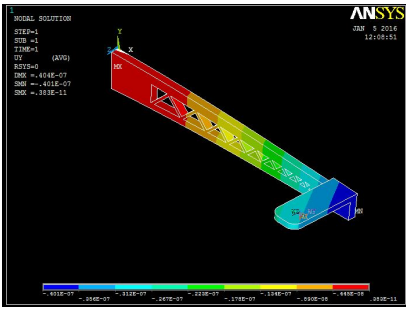 1
NODAL SOLUTION
ANSYS
STEP=1
SUB =1
TIME=1
UY (AVG)
RSYS=0
DMX =.404E-07
SMN =-.401E-07
SMX =.383E-11
JAN 5 2016
12:08:51
Y
Z X
MX
MN
-.401E-07 -.312E-07 -.223E-07 -.134E-07 -.445E-08
-.356E-07 -.267E-07 -.178E-07 -.890E-08 .383E-11